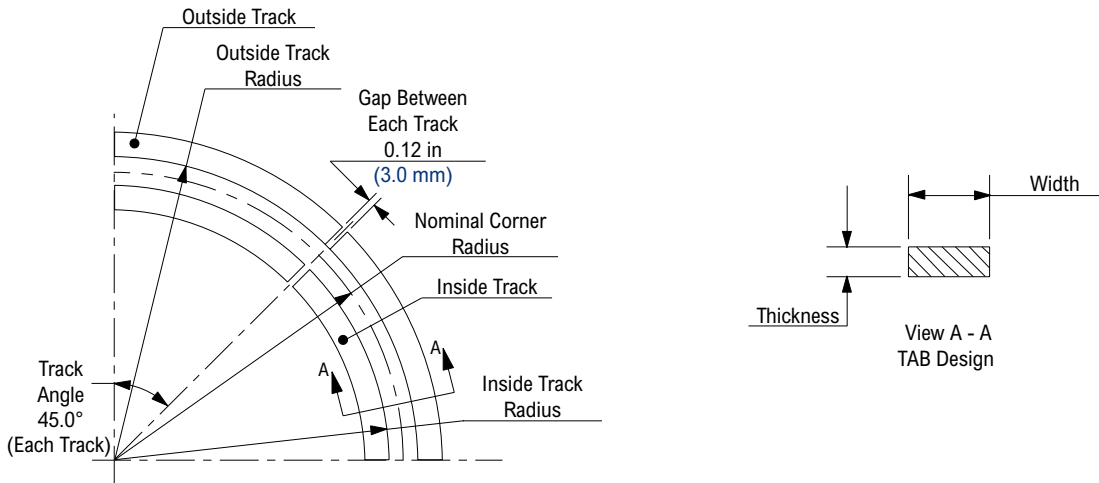 Outside Track
Outside Track
Radius
Gap Between
Each Track
0.12 in
(3.0 mm)
Nominal Corner
Radius
Inside Track
A
A
Inside Track
Radius
Track
Angle
45.0°
(Each Track)
Width
Thickness
View A - A
TAB Design